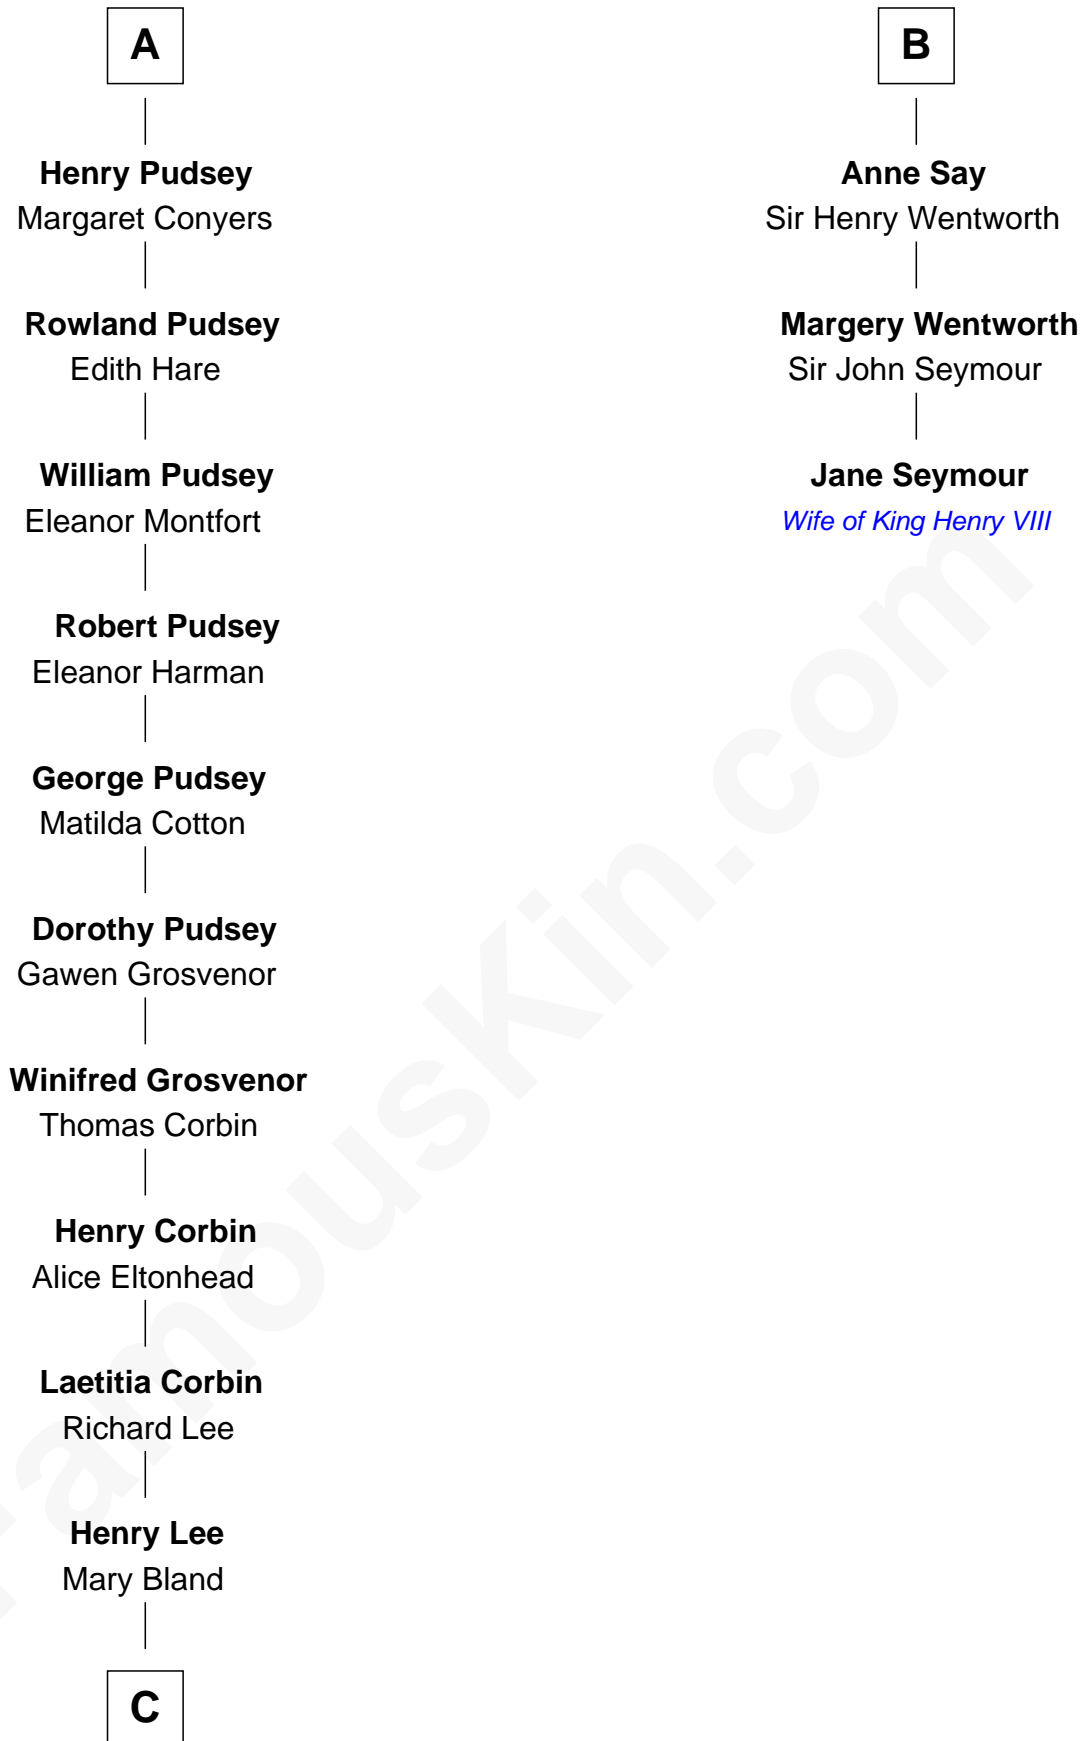 A
Henry Pudsey
Margaret Conyers
Rowland Pudsey
Edith Hare
William Pudsey
Eleanor Montfort
Robert Pudsey
Eleanor Harman
George Pudsey
Matilda Cotton
Dorothy Pudsey
Gawen Grosvenor
Winifred Grosvenor
Thomas Corbin
Henry Corbin
Alice Eltonhead
Laetitia Corbin
Richard Lee
Henry Lee
Mary Bland
C
B
Anne Say
Sir Henry Wentworth
Margery Wentworth
Sir John Seymour
Jane Seymour
Wife of King Henry VIII
FamousKin.com